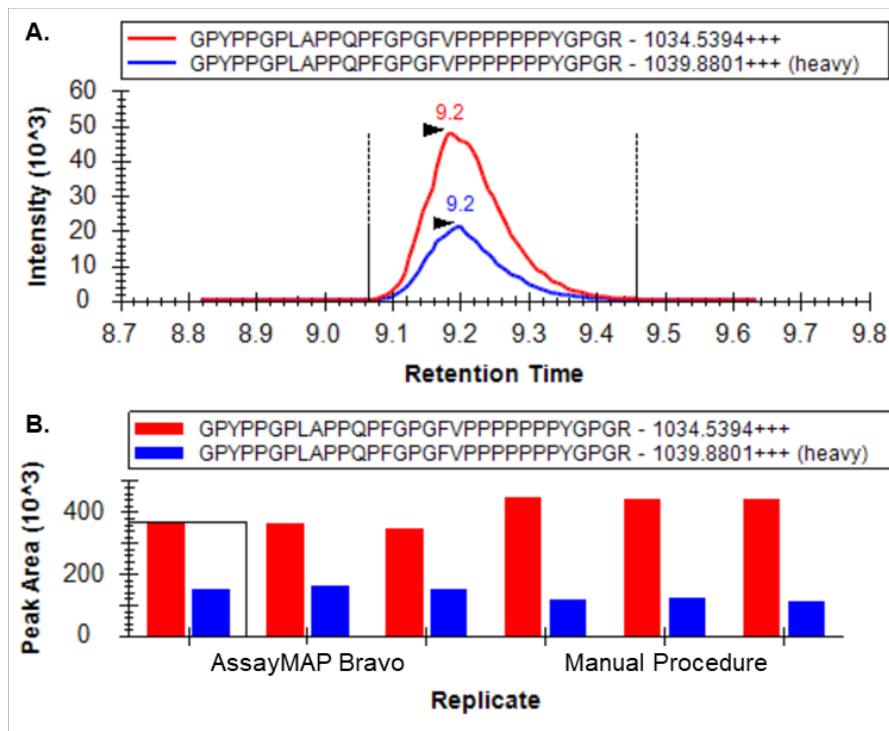 A.
GPYPPGPLAPPQPFGPGFVPPPPPPPYGPGR - 1034.5394+++
GPYPPGPLAPPQPFGPGFVPPPPPPPYGPGR - 1039.8801+++ (heavy)
Intensity (10^3)
60
50
40
30
20
10
0
9.2
9.2
8.7 8.8 8.9 9.0 9.1 9.2 9.3 9.4 9.5 9.6 9.7 9.8
Retention Time
B.
GPYPPGPLAPPQPFGPGFVPPPPPPPYGPGR - 1034.5394+++
GPYPPGPLAPPQPFGPGFVPPPPPPPYGPGR - 1039.8801+++ (heavy)
Peak Area (10^3)
400
200
0
AssayMAP Bravo Manual Procedure
Replicate